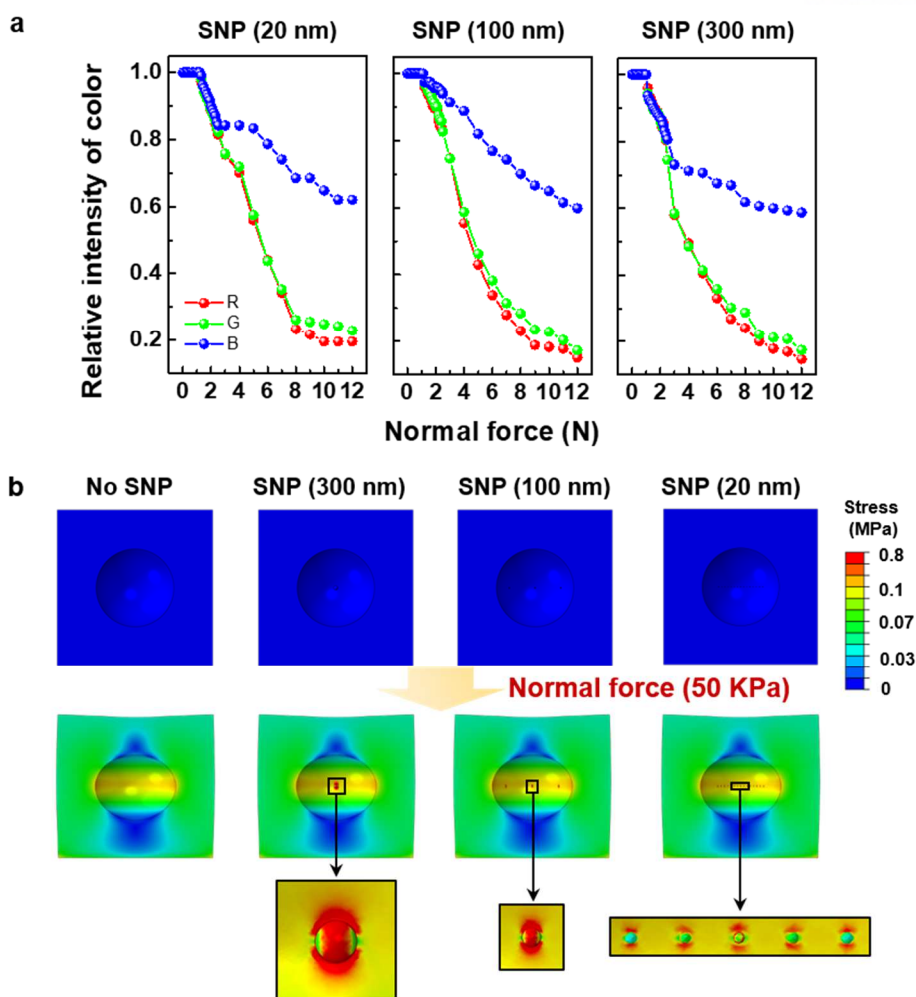 a
SNP (20 nm)
SNP (100 nm)
SNP (300 nm)
Relative intensity of color
1.0
0.8
0.6
0.4
0.2
R
G
B
0 2 4 6 8 10 12
0 2 4 6 8 10 12
0 2 4 6 8 10 12
Normal force (N)
b
No SNP
SNP (300 nm)
SNP (100 nm)
SNP (20 nm)
Stress
(MPa)
0.8
0.1
0.07
0.03
0
Normal force (50 KPa)